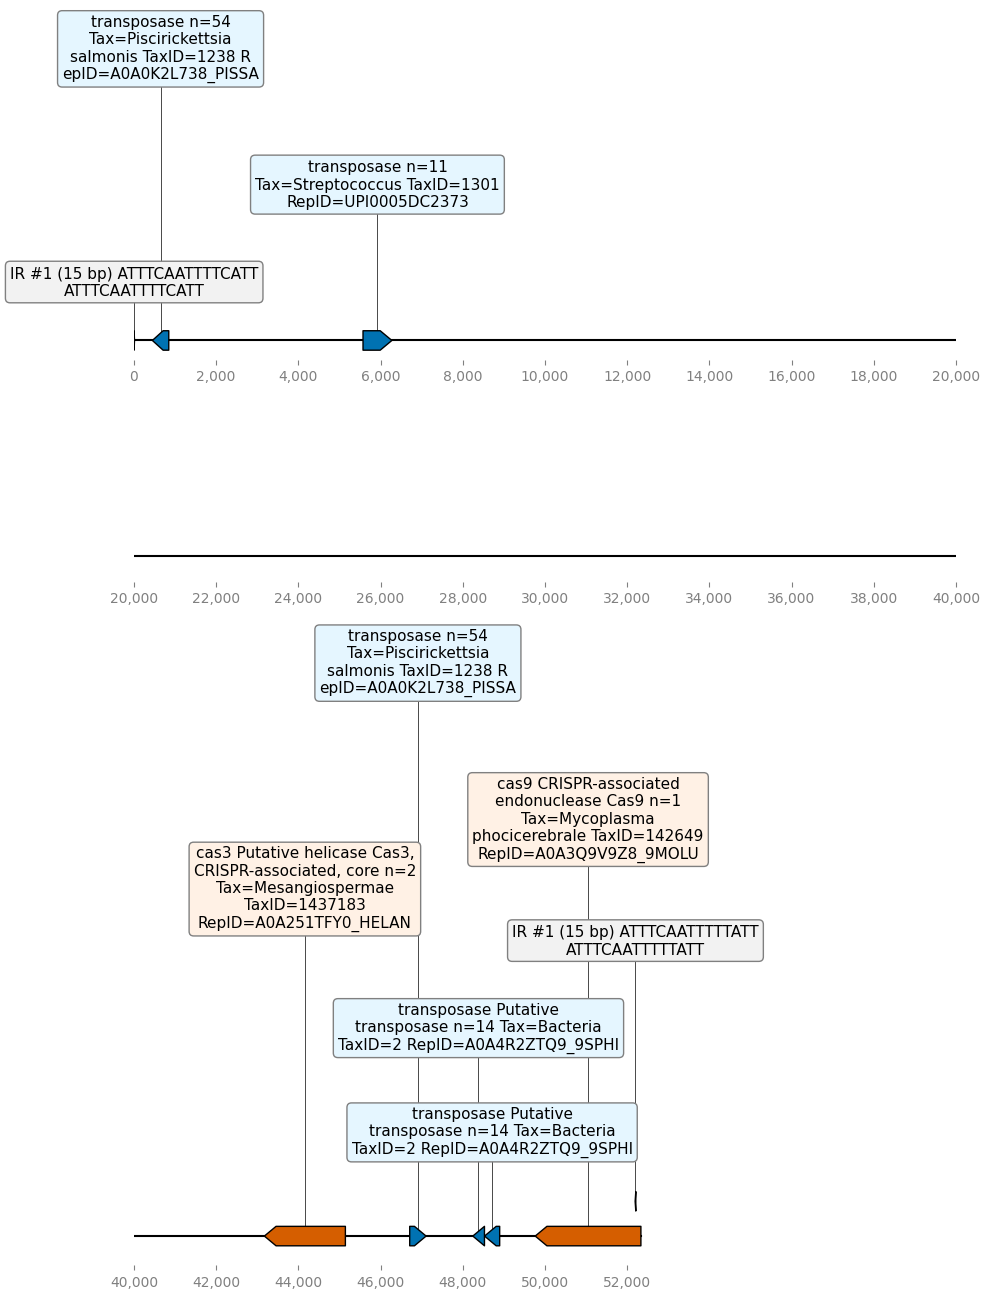 transposase n=54
Tax=Piscirickettsia
salmonis TaxID=1238 R
epID=A0A0K2L738_PISSA
transposase n=11
Tax=Streptococcus TaxID=1301
RepID=UPI0005DC2373
IR #1 (15 bp) ATTTCAATTTTCATT
ATTTCAATTTTCATT
0 2,000 4,000 6,000 8,000 10,000 12,000 14,000 16,000 18,000 20,000
20,000 22,000 24,000 26,000 28,000 30,000 32,000 34,000 36,000 38,000 40,000
transposase n=54
Tax=Piscirickettsia
salmonis TaxID=1238 R
epID=A0A0K2L738_PISSA
cas9 CRISPR-associated
endonuclease Cas9 n=1
Tax=Mycoplasma
phocicerebrale TaxID=142649
RepID=A0A3Q9V9Z8_9MOLU
cas3 Putative helicase Cas3,
CRISPR-associated, core n=2
Tax=Mesangiospermae
TaxID=1437183
RepID=A0A251TFY0_HELAN
IR #1 (15 bp) ATTTCAATTTTTATT
ATTTCAATTTTTATT
transposase Putative
transposase n=14 Tax=Bacteria
TaxID=2 RepID=A0A4R2ZTQ9_9SPHI
transposase Putative
transposase n=14 Tax=Bacteria
TaxID=2 RepID=A0A4R2ZTQ9_9SPHI
40,000 42,000 44,000 46,000 48,000 50,000 52,000